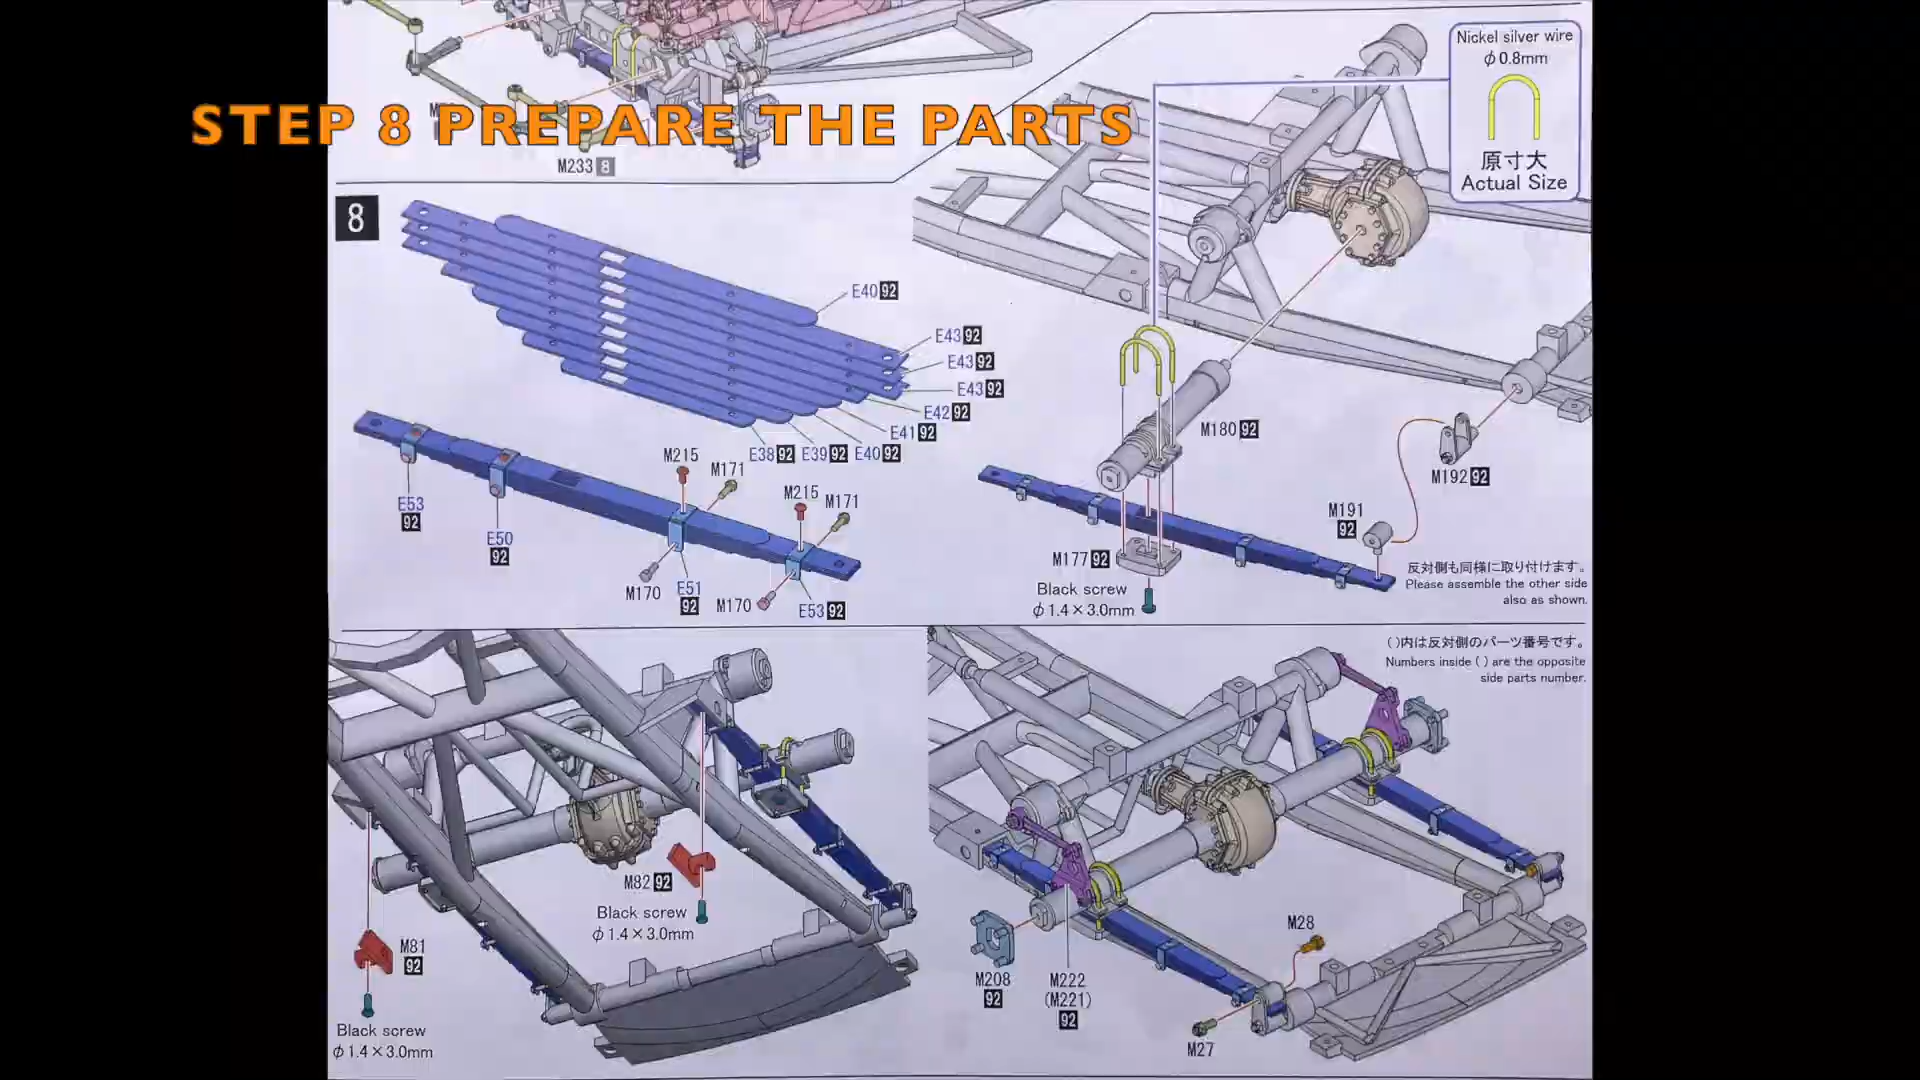 STEP 8 PREPARE THE PARTS
M233 8
Nickel silver wire
φ0.8mm
原寸大
Actual Size
8
E40 92
E43 92
E43 92
E43 92
E42 92
E41 92
E38 92 E39 92 E40 92
M215
M171
M215
M171
E53
92
E50
92
M170
E51
92
M170
E53 92
M180 92
M192 92
M191
92
M177 92
Black screw
φ1.4×3.0mm
反対側も同様に取り付けます。
Please assemble the other side
also as shown.
M82 92
Black screw
φ1.4×3.0mm
M81
92
Black screw
φ1.4×3.0mm
( )内は反対側のパーツ番号です。
Numbers inside ( ) are the opposite
side parts number.
M28
M208
92
M222
(M221)
92
M27